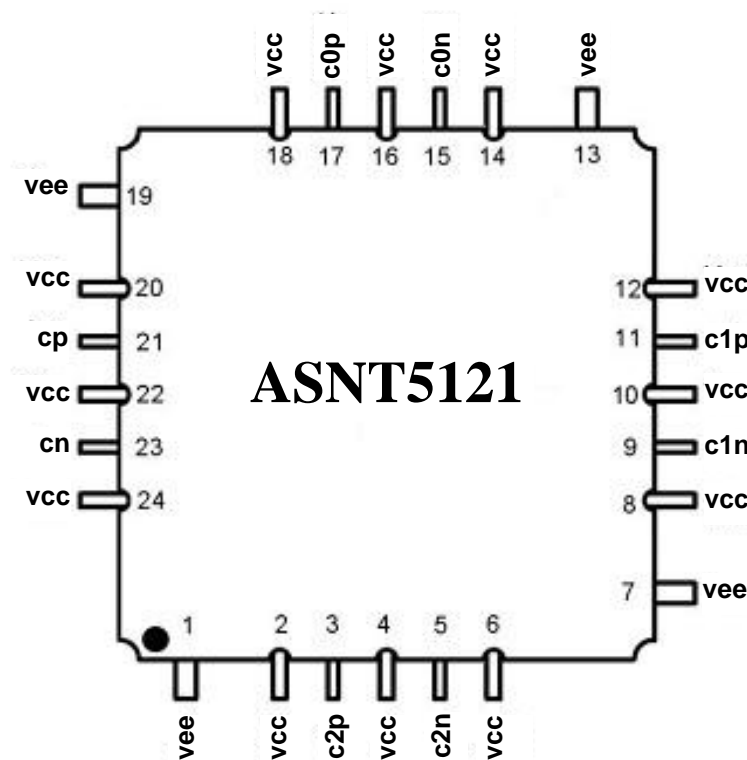 vcc c0p vcc c0n vcc vee
18 17 16 15 14 13
vee 19
vcc 20 12 vcc
cp 21 11 c1p
vcc 22 ASNT5121 10 vcc
cn 23 9 c1n
vcc 24 8 vcc
7 vee
1 2 3 4 5 6
vee vcc c2p vcc c2n vcc